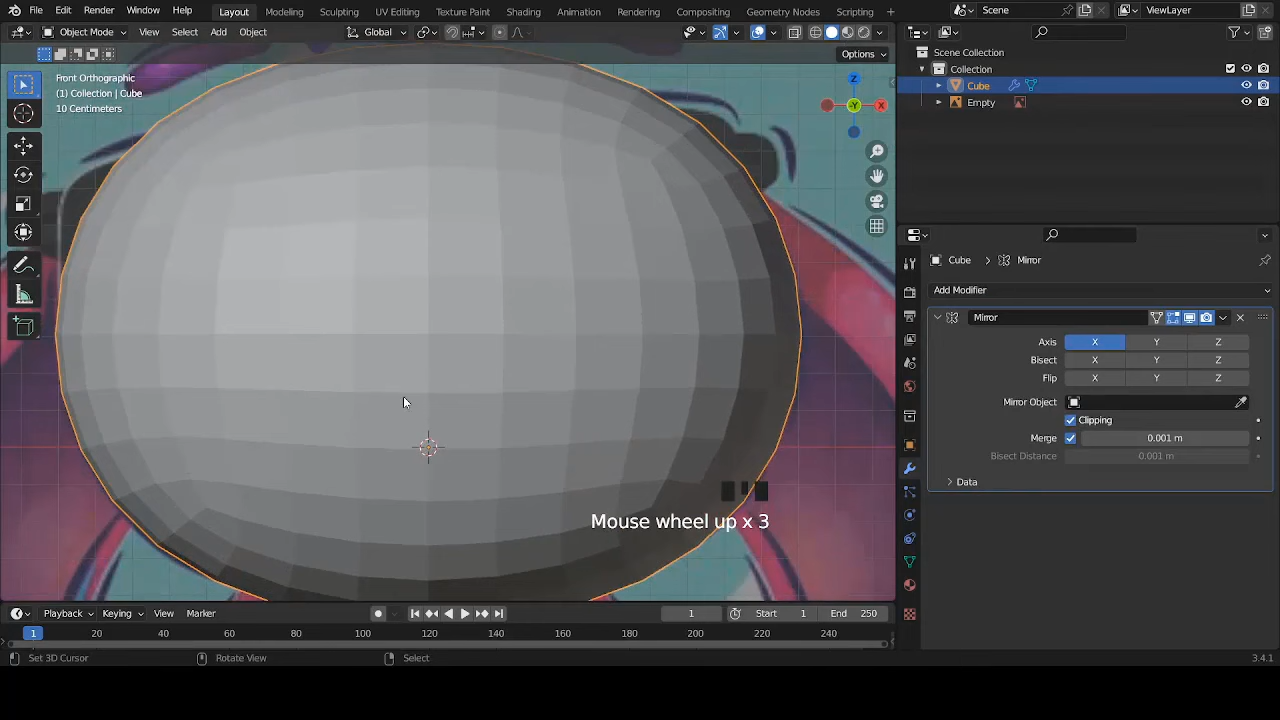 File Edit Render Window Help Layout Modeling Sculpting UV Editing Texture Paint Shading Animation Rendering Compositing Scripting Scene ViewLayer
Object Mode View Select Add Object Global
Options
Front Orthographic
(1) Collection | Cube
10 Centimeters
Z
Y
X
Scene Collection
Collection
Cube
Empty
Cube > Mirror
Add Modifier
Mirror
Axis X Y Z
Bisect X Y Z
Flip X Y Z
Mirror Object
Clipping
Merge 0.001 m
Bisect Distance 0.001 m
Data
Mouse wheel up x 3
Playback Keying View Marker 1 Start 1 End 250
1 20 40 60 80 100 120 140 160 180 200 220 240
Set 3D Cursor Rotate View Select 3.4.1